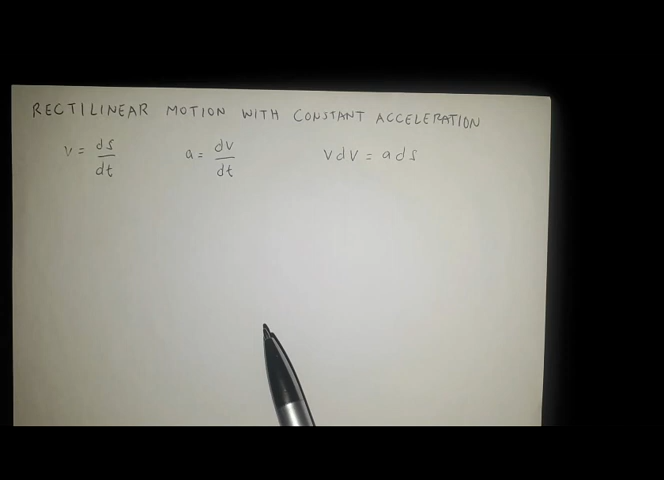 RECTILINEAR MOTION WITH CONSTANT ACCELERATION
v = ds/dt a = dv/dt vdv = ads